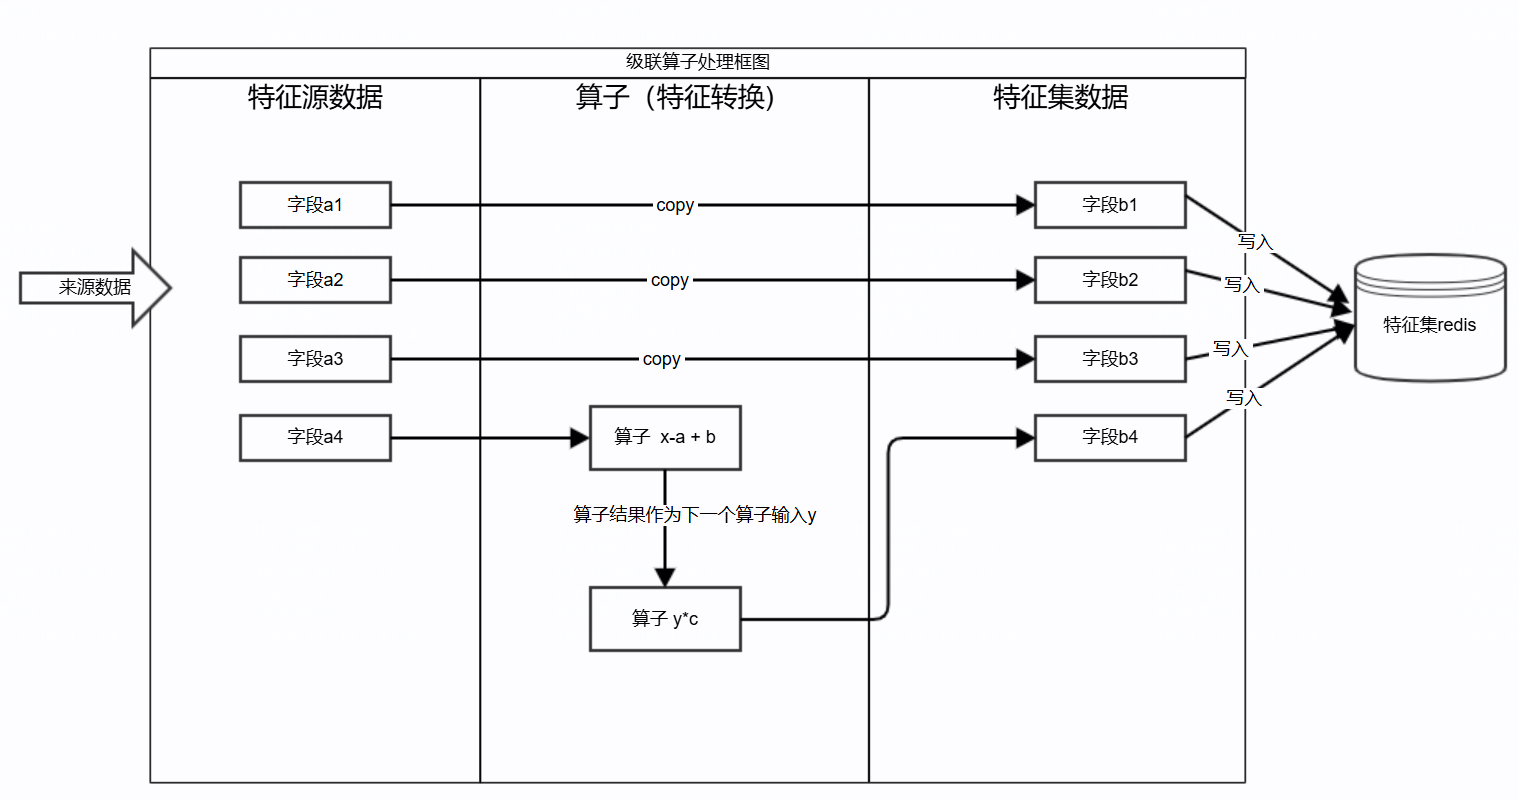 级联算子处理框图
特征源数据
算子（特征转换）
特征集数据
来源数据
字段a1
copy
字段b1
写入
字段a2
copy
字段b2
写入
字段a3
copy
字段b3
写入
字段a4
算子 x-a + b
字段b4
写入
特征集redis
算子结果作为下一个算子输入y
算子 y*c